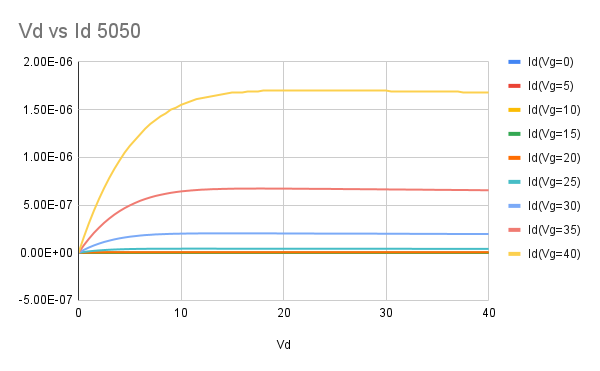 Vd vs Id 5050
2.00E-06
1.50E-06
1.00E-06
5.00E-07
0.00E+00
-5.00E-07
0
10
20
30
40
Vd
Id(Vg=0)
Id(Vg=5)
Id(Vg=10)
Id(Vg=15)
Id(Vg=20)
Id(Vg=25)
Id(Vg=30)
Id(Vg=35)
Id(Vg=40)